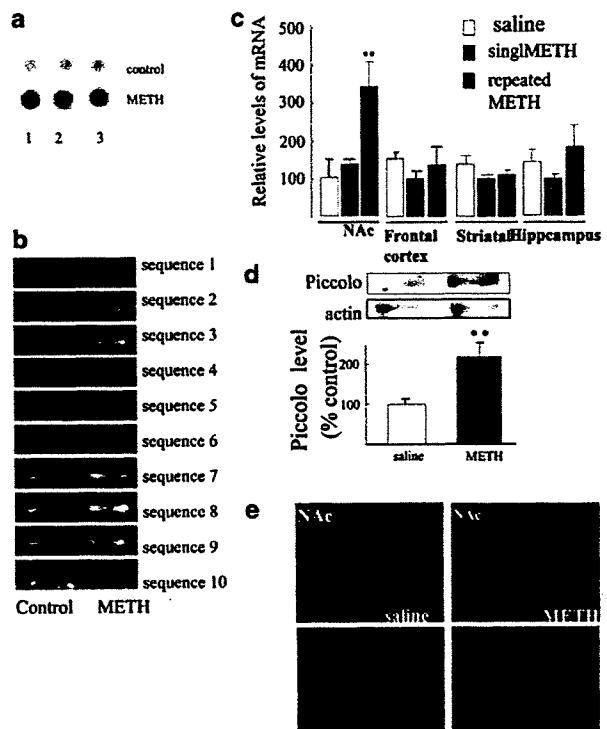 a
control
METH
1 2 3
b
sequence 1
sequence 2
sequence 3
sequence 4
sequence 5
sequence 6
sequence 7
sequence 8
sequence 9
sequence 10
Control METH
c
Relative levels of mRNA
500
400
300
200
100
**
saline
singlMETH
repeated
METH
NAc
Frontal
cortex
Striatal
Hippcampus
d
Piccolo
actin
Piccolo level
(% control)
200
100
**
saline
METH
e
NAc
saline
NAc
METH